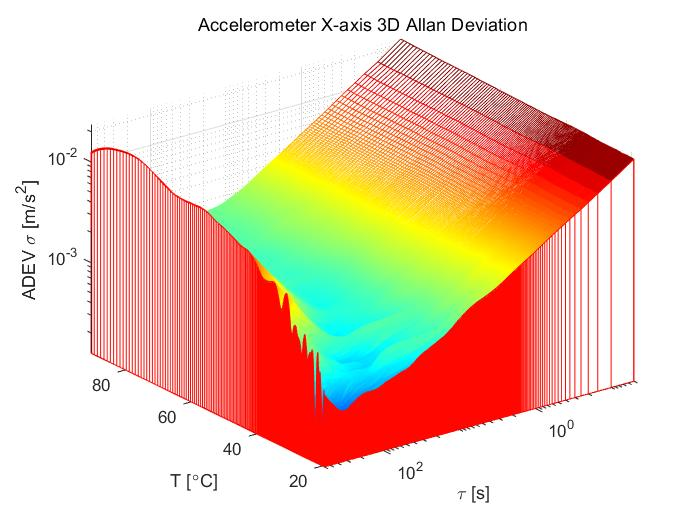 Accelerometer X-axis 3D Allan Deviation
10^-2
10^-3
ADEV σ [m/s^2]
80
60
40
20
T [°C]
10^2
10^0
τ [s]